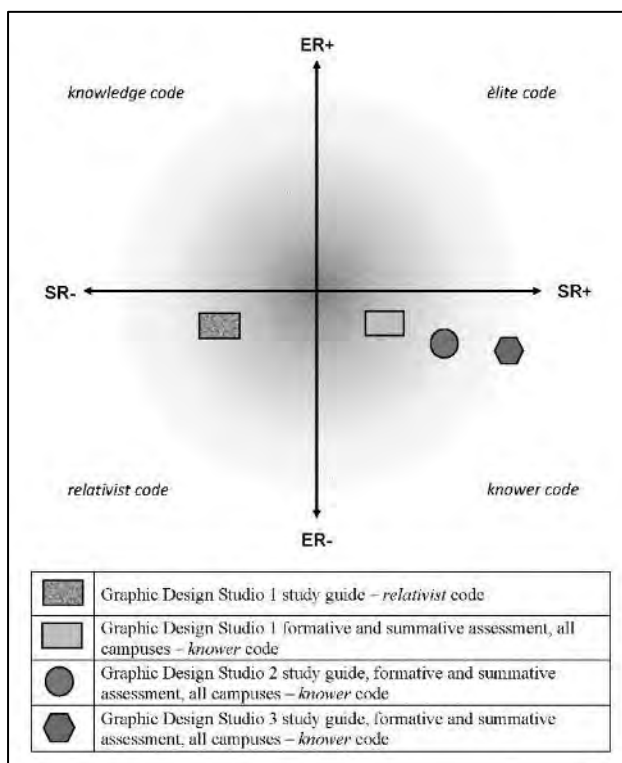 ER+
knowledge code
èlite code
SR-
SR+
relativist code
knower code
ER-
Graphic Design Studio 1 study guide – relativist code
Graphic Design Studio 1 formative and summative assessment, all
campuses – knower code
Graphic Design Studio 2 study guide, formative and summative
assessment, all campuses – knower code
Graphic Design Studio 3 study guide, formative and summative
assessment, all campuses – knower code